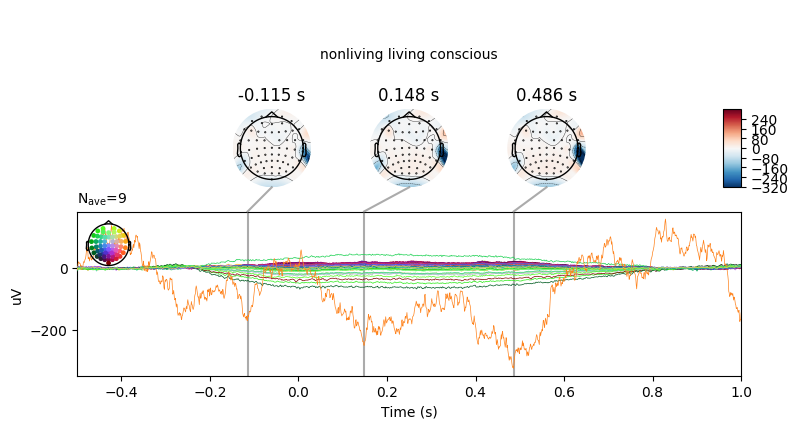 nonliving living conscious
-0.115 s
0.148 s
0.486 s
240
160
80
0
−80
−160
−240
−320
Nave=9
0
−200
uV
−0.4
−0.2
0.0
0.2
0.4
0.6
0.8
1.0
Time (s)